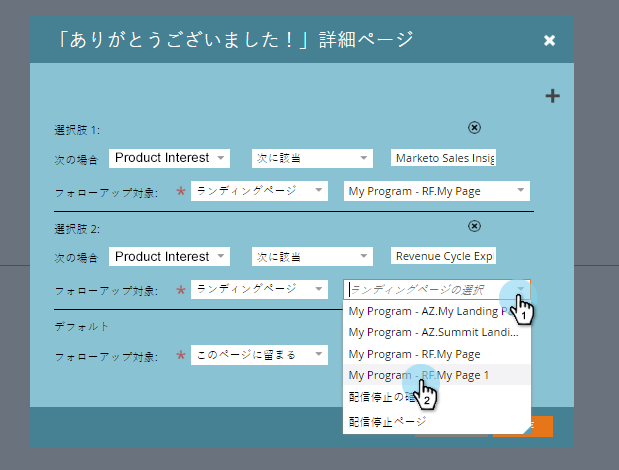 「ありがとうございました！」詳細ページ
選択肢 1:
次の場合 Product Interest 次に該当 Marketo Sales Insig
フォローアップ対象: * ランディングページ My Program - RF.My Page
選択肢 2:
次の場合 Product Interest 次に該当 Revenue Cycle Exp
フォローアップ対象: * ランディングページ ランディングページの選択
1
My Program - AZ.My Landing
My Program - AZ.Summit Landi...
デフォルト
フォローアップ対象: * このページに留まる My Program - RF.My Page
My Program - RF.My Page 1
2
配信停止の
配信停止ページ